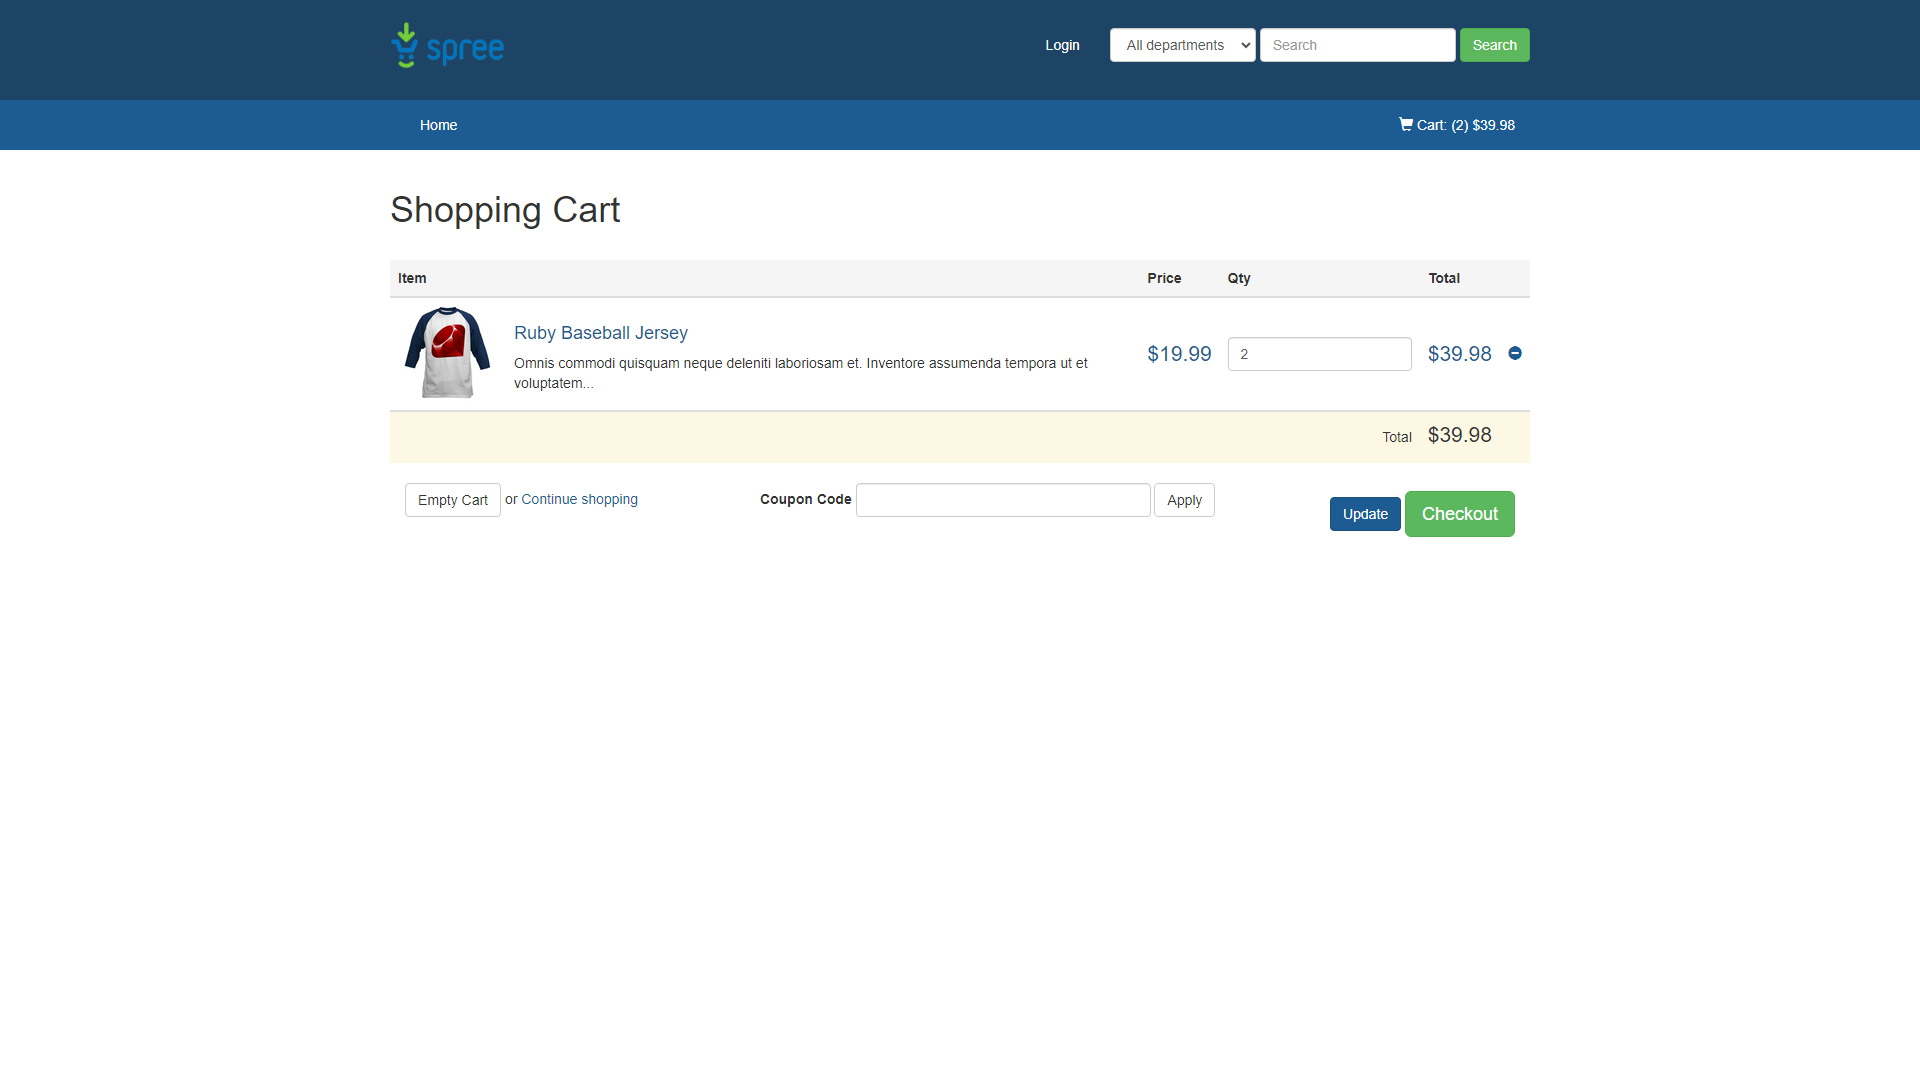 spree
Login
All departments
Search
Search
Home
Cart: (2) $39.98
Shopping Cart
Item Price Qty Total
Ruby Baseball Jersey
Omnis commodi quisquam neque deleniti laboriosam et. Inventore assumenda tempora ut et
voluptatem...
$19.99 2 $39.98
Total $39.98
Empty Cart or Continue shopping
Coupon Code Apply
Update Checkout